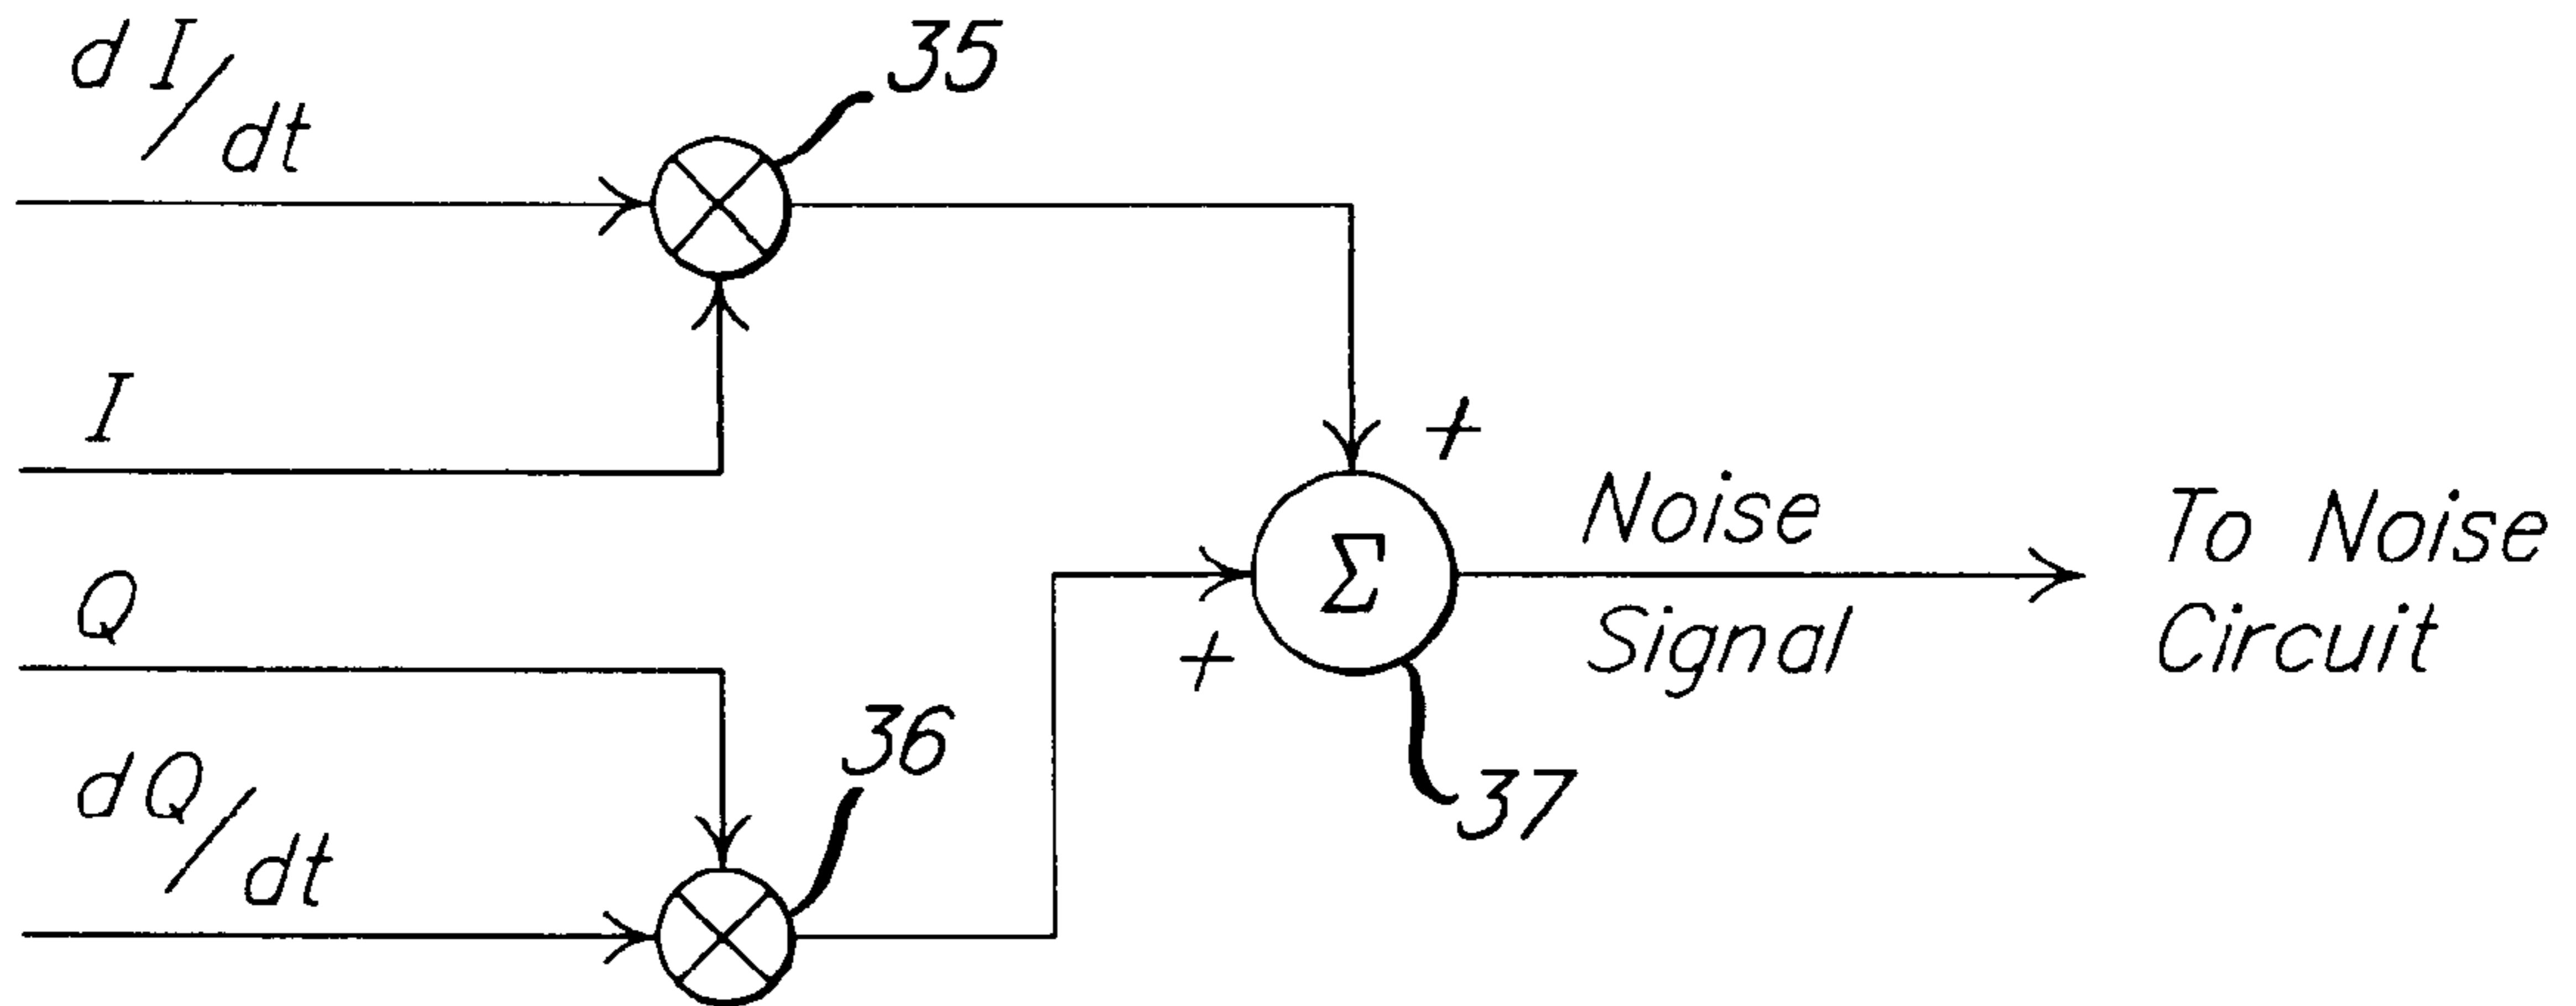 dI/dt
35
I
+
Noise
Signal
To Noise
Circuit
Σ
Q
+
36
dQ/dt
37